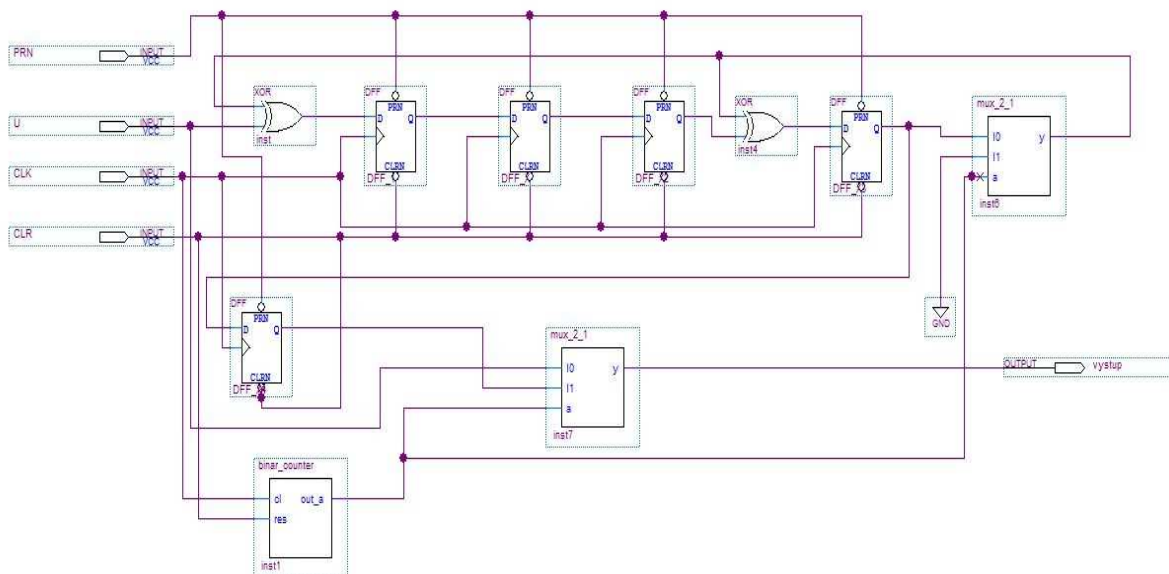 PRN
INPUT
VCC
U
INPUT
VCC
CLK
INPUT
VCC
CLR
INPUT
VCC
XOR
inst
DFF
PRN
D
Q
CLRN
DFF
PRN
D
Q
CLRN
DFF
PRN
D
Q
CLRN
XOR
inst4
DFF
PRN
D
Q
CLRN
mux_2_1
I0
y
I1
a
inst6
GND
DFF
PRN
D
Q
CLRN
mux_2_1
I0
y
I1
a
inst7
OUTPUT
vystup
binar_counter
cl
out_a
res
inst1